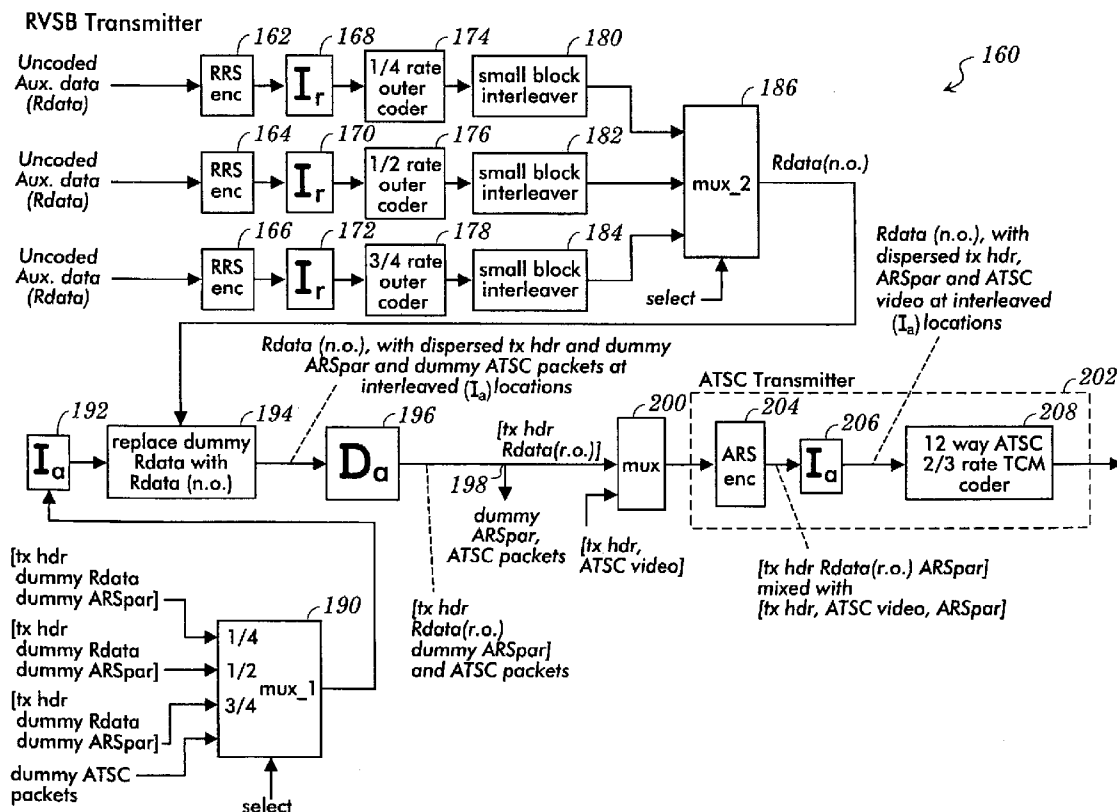 RVSB Transmitter
160
Uncoded
Aux. data
(Rdata)
162
RRS
enc
168
Ir
174
1/4 rate
outer
coder
180
small block
interleaver
186
mux_2
Rdata(n.o.)
Uncoded
Aux. data
(Rdata)
164
RRS
enc
170
Ir
176
1/2 rate
outer
coder
182
small block
interleaver
Uncoded
Aux. data
(Rdata)
166
RRS
enc
172
Ir
178
3/4 rate
outer
coder
184
small block
interleaver
select
Rdata (n.o.), with
dispersed tx hdr,
ARSpar and ATSC
video at interleaved
(Ia) locations
Rdata (n.o.), with dispersed tx hdr and dummy
ARSpar and dummy ATSC packets at
interleaved (Ia) locations
192
Ia
194
replace dummy
Rdata with
Rdata (n.o.)
196
Da
[tx hdr
Rdata(r.o.)]
198
dummy
ARSpar,
ATSC packets
200
mux
[tx hdr,
ATSC video]
ATSC Transmitter
202
204
ARS
enc
206
Ia
208
12 way ATSC
2/3 rate TCM
coder
[tx hdr
Rdata(r.o.)
dummy ARSpar]
and ATSC packets
[tx hdr Rdata(r.o.) ARSpar]
mixed with
[tx hdr, ATSC video, ARSpar]
[tx hdr
dummy Rdata
dummy ARSpar]
[tx hdr
dummy Rdata
dummy ARSpar]
[tx hdr
dummy Rdata
dummy ARSpar]
dummy ATSC
packets
190
1/4
1/2
mux_1
3/4
select